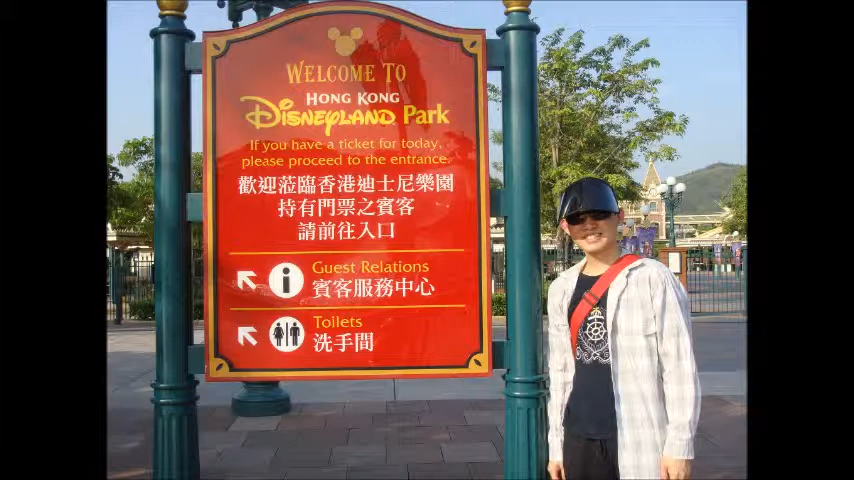 WELCOME TO
HONG KONG
DISNEYLAND Park
If you have a ticket for today,
please proceed to the entrance.
歡迎蒞臨香港迪士尼樂園
持有門票之賓客
請前往入口
Guest Relations
賓客服務中心
Toilets
洗手間